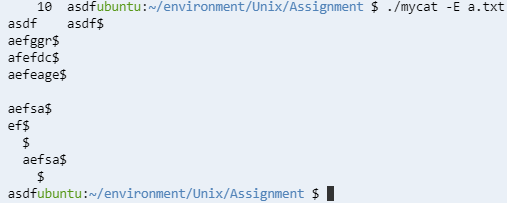 10  asdfubuntu:~/environment/Unix/Assignment $ ./mycat -E a.txt
asdf    asdf$
aefggr$
afefdc$
aefeage$

aefsa$
ef$
  $
  aefsa$
    $
asdfubuntu:~/environment/Unix/Assignment $